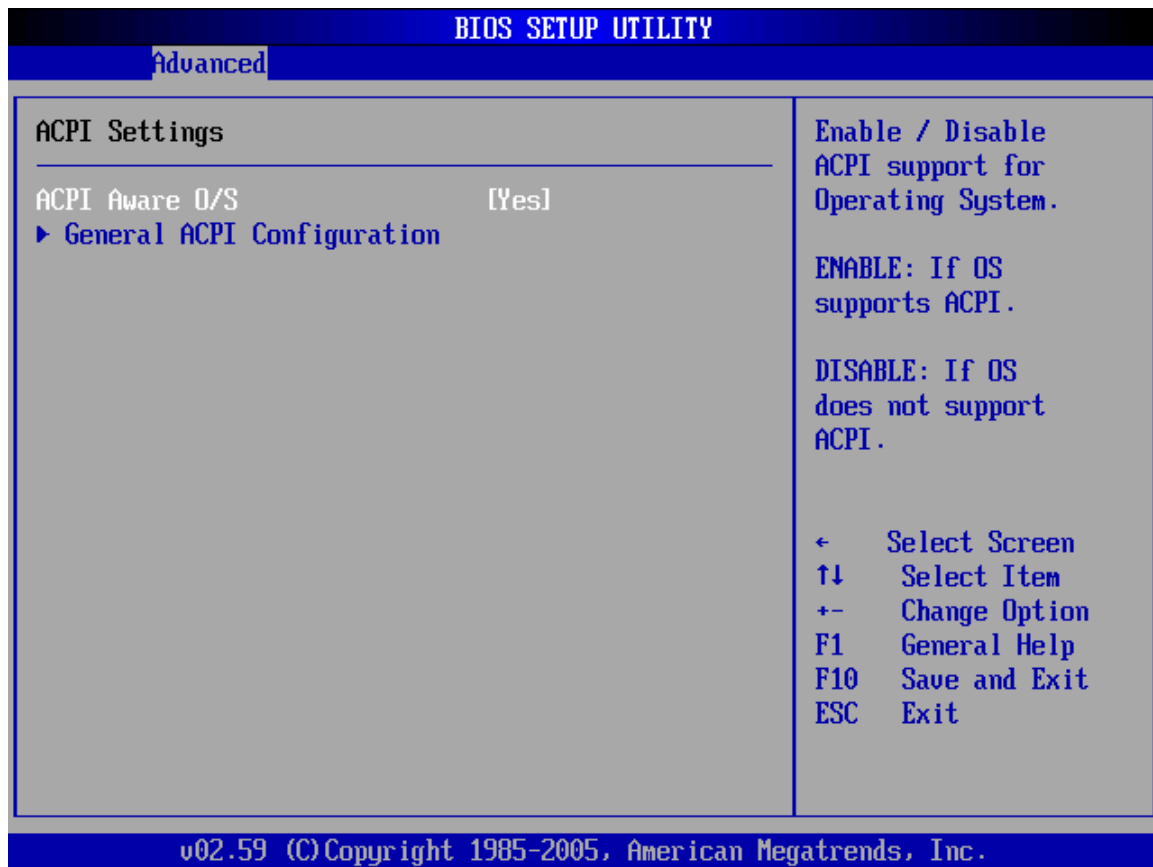 BIOS SETUP UTILITY
Advanced
ACPI Settings
ACPI Aware O/S [Yes]
▶ General ACPI Configuration
Enable / Disable
ACPI support for
Operating System.
ENABLE: If OS
supports ACPI.
DISABLE: If OS
does not support
ACPI.
← Select Screen
↑↓ Select Item
+- Change Option
F1 General Help
F10 Save and Exit
ESC Exit
v02.59 (C)Copyright 1985-2005, American Megatrends, Inc.